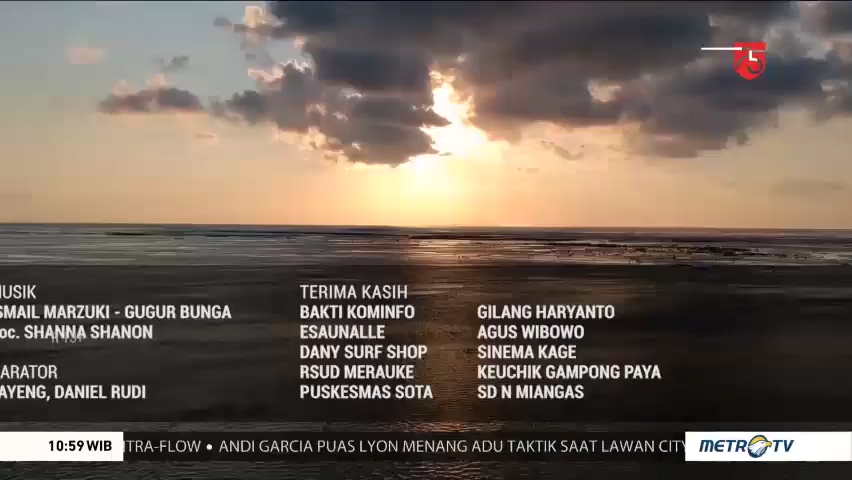 75
USIK
SMAIL MARZUKI - GUGUR BUNGA
oc. SHANNA SHANON
ARATOR
AYENG, DANIEL RUDI
TERIMA KASIH
BAKTI KOMINFO
ESAUNALLE
DANY SURF SHOP
RSUD MERAUKE
PUSKESMAS SOTA
GILANG HARYANTO
AGUS WIBOWO
SINEMA KAGE
KEUCHIK GAMPONG PAYA
SD N MIANGAS
10:59 WIB
TRA-FLOW • ANDI GARCIA PUAS LYON MENANG ADU TAKTIK SAAT LAWAN CITY
METRO TV